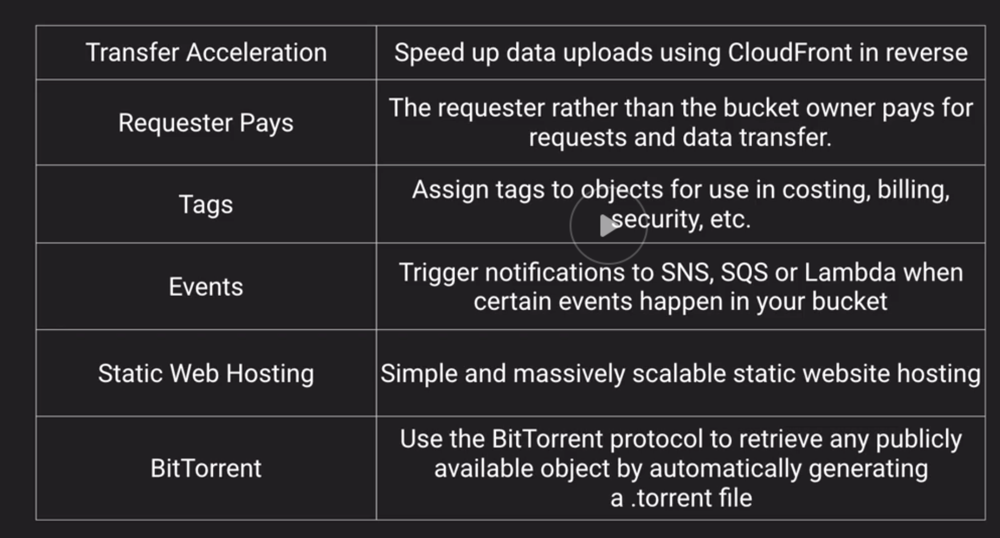 Transfer Acceleration
Speed up data uploads using CloudFront in reverse
Requester Pays
The requester rather than the bucket owner pays for
requests and data transfer.
Tags
Assign tags to objects for use in costing, billing,
security, etc.
Events
Trigger notifications to SNS, SQS or Lambda when
certain events happen in your bucket
Static Web Hosting
Simple and massively scalable static website hosting
BitTorrent
Use the BitTorrent protocol to retrieve any publicly
available object by automatically generating
a .torrent file